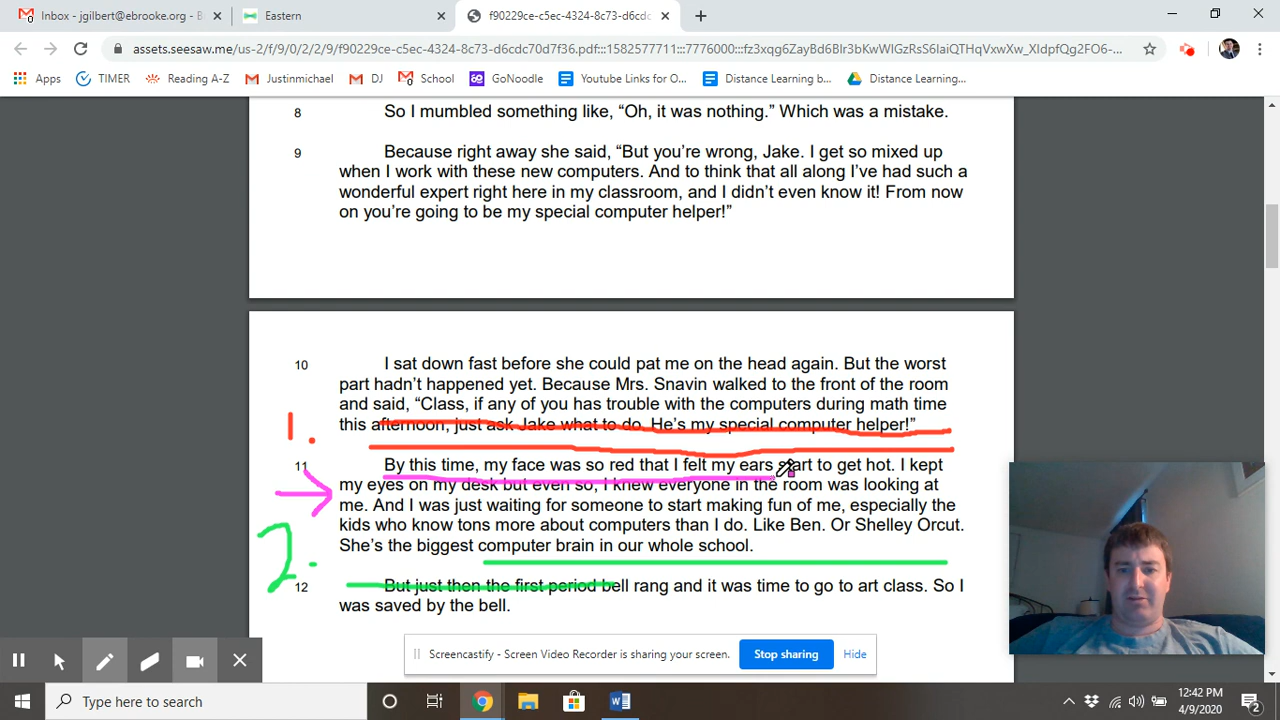 Inbox - jgilbert@ebrooke.org - B
Eastern
f90229ce-c5ec-4324-8c73-d6cdc
assets.seesaw.me/us-2/f/9/0/2/2/9/f90229ce-c5ec-4324-8c73-d6cdc70d7f36.pdf:::1582577711:::7776000:::fz3xqg6ZayBd6BIr3bKwWIGzRsS6IaiQTHqVxwXw_XIdpfQg2FO6-...
Apps
TIMER
Reading A-Z
Justinmichael
DJ
School
GoNoodle
Youtube Links for O...
Distance Learning b...
Distance Learning...
8 So I mumbled something like, “Oh, it was nothing.” Which was a mistake.
9 Because right away she said, “But you’re wrong, Jake. I get so mixed up
when I work with these new computers. And to think that all along I’ve had such a
wonderful expert right here in my classroom, and I didn’t even know it! From now
on you’re going to be my special computer helper!”
10 I sat down fast before she could pat me on the head again. But the worst
part hadn’t happened yet. Because Mrs. Snavin walked to the front of the room
and said, “Class, if any of you has trouble with the computers during math time
this afternoon, just ask Jake what to do. He’s my special computer helper!”
1.
11 By this time, my face was so red that I felt my ears start to get hot. I kept
my eyes on my desk but even so, I knew everyone in the room was looking at
me. And I was just waiting for someone to start making fun of me, especially the
kids who know tons more about computers than I do. Like Ben. Or Shelley Orcut.
She’s the biggest computer brain in our whole school.
2.
12 But just then the first period bell rang and it was time to go to art class. So I
was saved by the bell.
Screencastify - Screen Video Recorder is sharing your screen.
Stop sharing
Hide
Type here to search
12:42 PM
4/9/2020
2